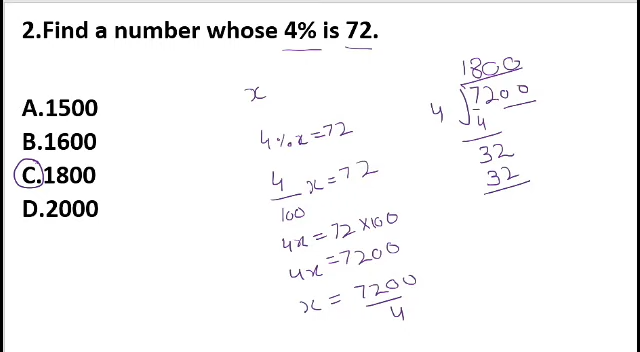 2.Find a number whose 4% is 72.
A.1500
B.1600
C.1800
D.2000
x
4%x=72
4/100 x=72
4x=72×100
4x=7200
x = 7200/4
1800
4 7200
4
32
32